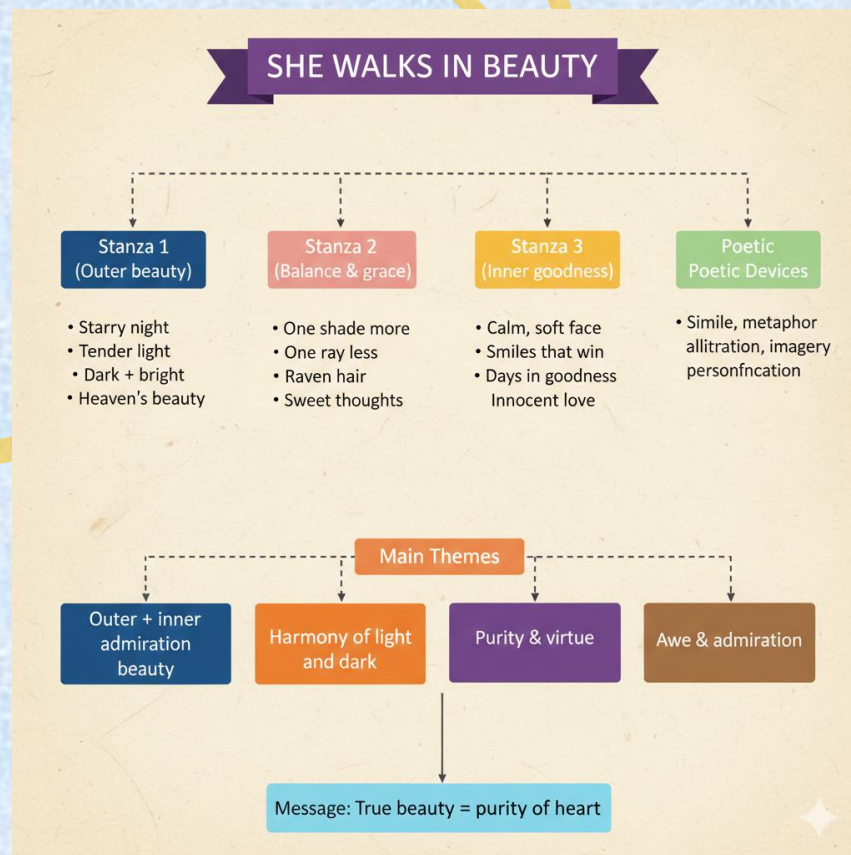 SHE WALKS IN BEAUTY
Stanza 1
(Outer beauty)
• Starry night
• Tender light
• Dark + bright
• Heaven's beauty
Stanza 2
(Balance & grace)
• One shade more
• One ray less
• Raven hair
• Sweet thoughts
Stanza 3
(Inner goodness)
• Calm, soft face
• Smiles that win
• Days in goodness
Innocent love
Poetic
Poetic Devices
• Simile, metaphor
allitration, imagery
personfncation
Main Themes
Outer + inner
admiration
beauty
Harmony of light
and dark
Purity & virtue
Awe & admiration
Message: True beauty = purity of heart